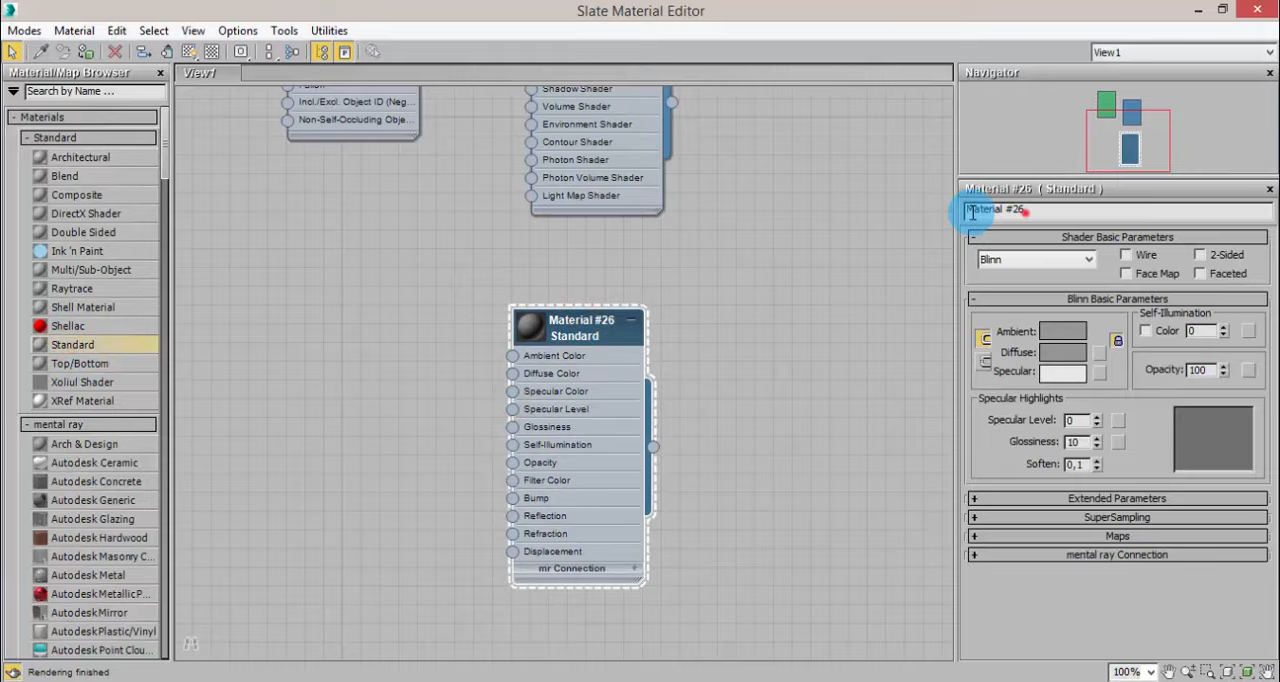 Slate Material Editor
Modes Material Edit Select View Options Tools Utilities
View1
Material/Map Browser
Search by Name ...
- Materials
- Standard
Architectural
Blend
Composite
DirectX Shader
Double Sided
Ink 'n Paint
Multi/Sub-Object
Raytrace
Shell Material
Shellac
Standard
Top/Bottom
Xoliul Shader
XRef Material
- mental ray
Arch & Design
Autodesk Ceramic
Autodesk Concrete
Autodesk Generic
Autodesk Glazing
Autodesk Hardwood
Autodesk Masonry C...
Autodesk Metal
Autodesk MetallicP...
Autodesk Mirror
Autodesk Plastic/Vinyl
Autodesk Point Clou...
Rendering finished
View1
Incl./Excl. Object ID (Neg...
Non-Self-Occluding Obje...
Shadow Shader
Volume Shader
Environment Shader
Contour Shader
Photon Shader
Photon Volume Shader
Light Map Shader
Material #26
Standard
Ambient Color
Diffuse Color
Specular Color
Specular Level
Glossiness
Self-Illumination
Opacity
Filter Color
Bump
Reflection
Refraction
Displacement
mr Connection +
Navigator
Material #26 ( Standard )
Material #26
- Shader Basic Parameters
Blinn Wire 2-Sided
Face Map Faceted
- Blinn Basic Parameters
Self-Illumination
Ambient: Color 0
Diffuse:
Specular: Opacity: 100
Specular Highlights
Specular Level: 0
Glossiness: 10
Soften: 0,1
+ Extended Parameters
+ SuperSampling
+ Maps
+ mental ray Connection
100%